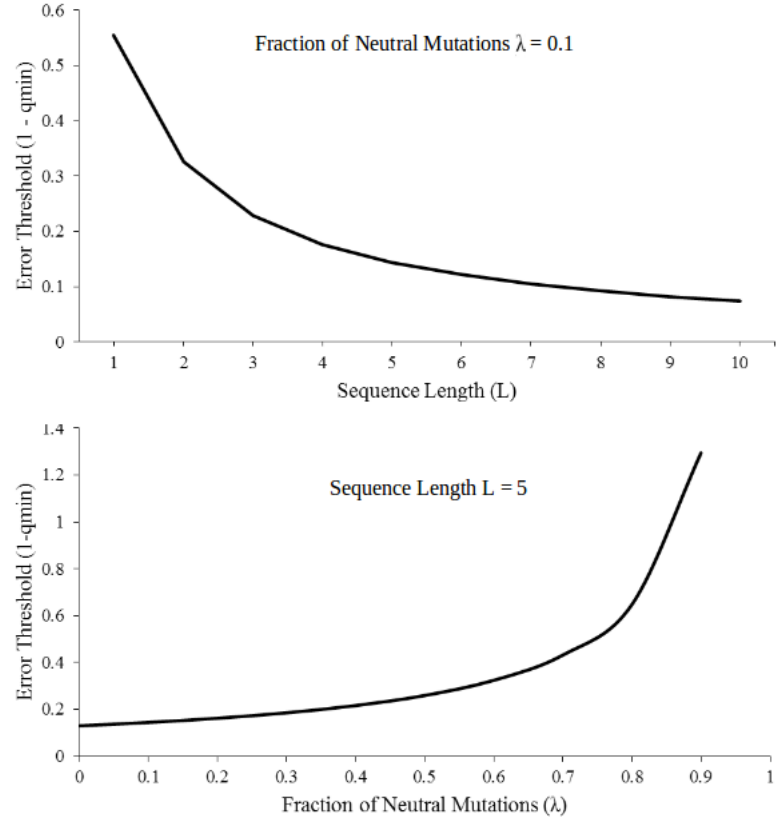 0.6
Fraction of Neutral Mutations λ = 0.1
0.5
0.4
0.3
0.2
0.1
0
Error Threshold (1 - qmin)
1 2 3 4 5 6 7 8 9 10
Sequence Length (L)
1.4
1.2
Sequence Length L = 5
1
0.8
0.6
0.4
0.2
0
Error Threshold (1-qmin)
0 0.1 0.2 0.3 0.4 0.5 0.6 0.7 0.8 0.9 1
Fraction of Neutral Mutations (λ)